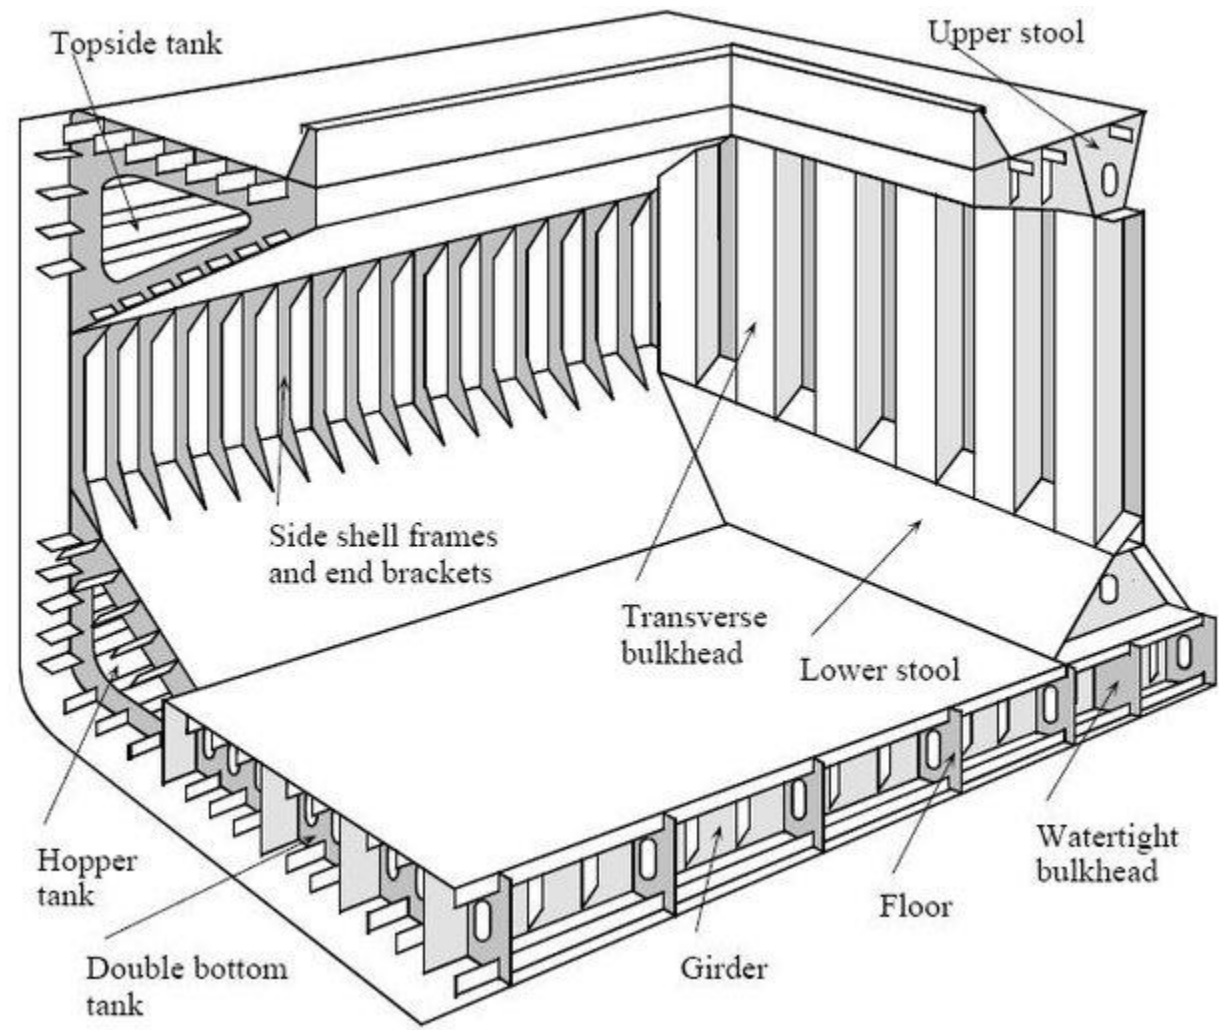 Topside tank
Upper stool
Side shell frames
and end brackets
Transverse
bulkhead
Lower stool
Hopper
tank
Watertight
bulkhead
Floor
Double bottom
tank
Girder